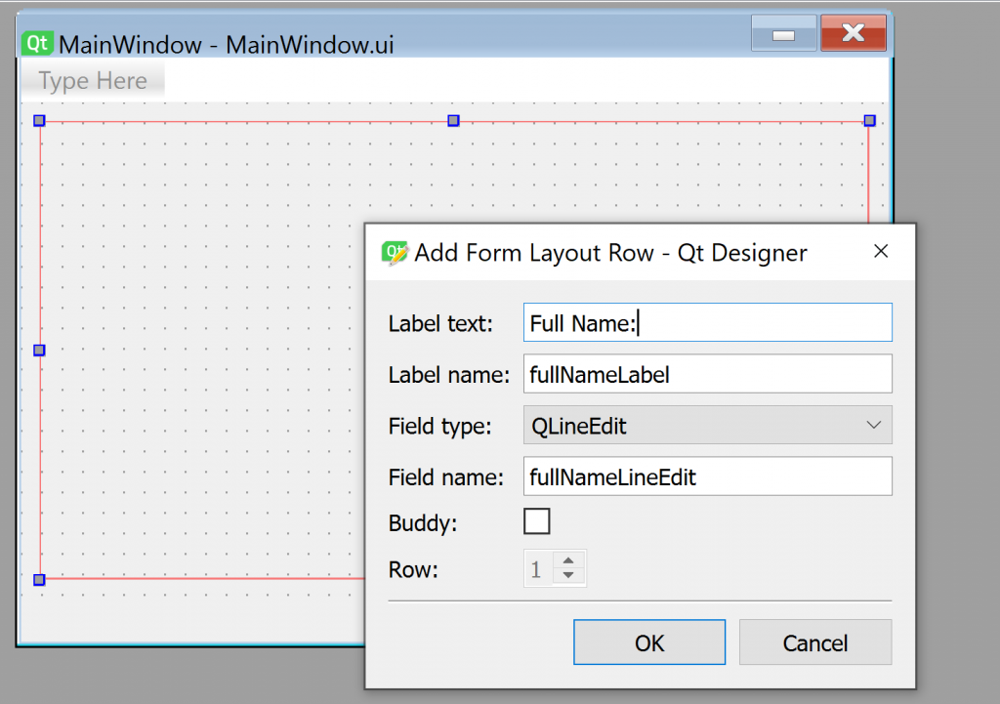 Qt MainWindow - MainWindow.ui
Type Here
Qt Add Form Layout Row - Qt Designer
Label text: Full Name:
Label name: fullNameLabel
Field type: QLineEdit
Field name: fullNameLineEdit
Buddy:
Row: 1
OK Cancel